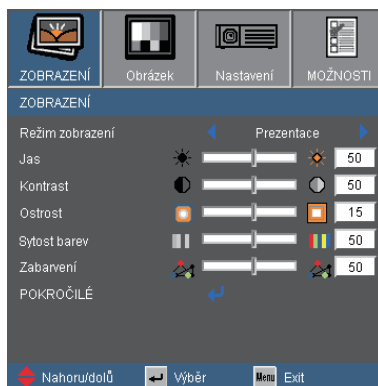 ZOBRAZENÍ Obrázek Nastavení MOŽNOSTI
ZOBRAZENÍ
Režim zobrazení Prezentace
Jas 50
Kontrast 50
Ostrost 15
Sytost barev 50
Zabarvení 50
POKROČILÉ
Nahoru/dolů Výběr Menu Exit